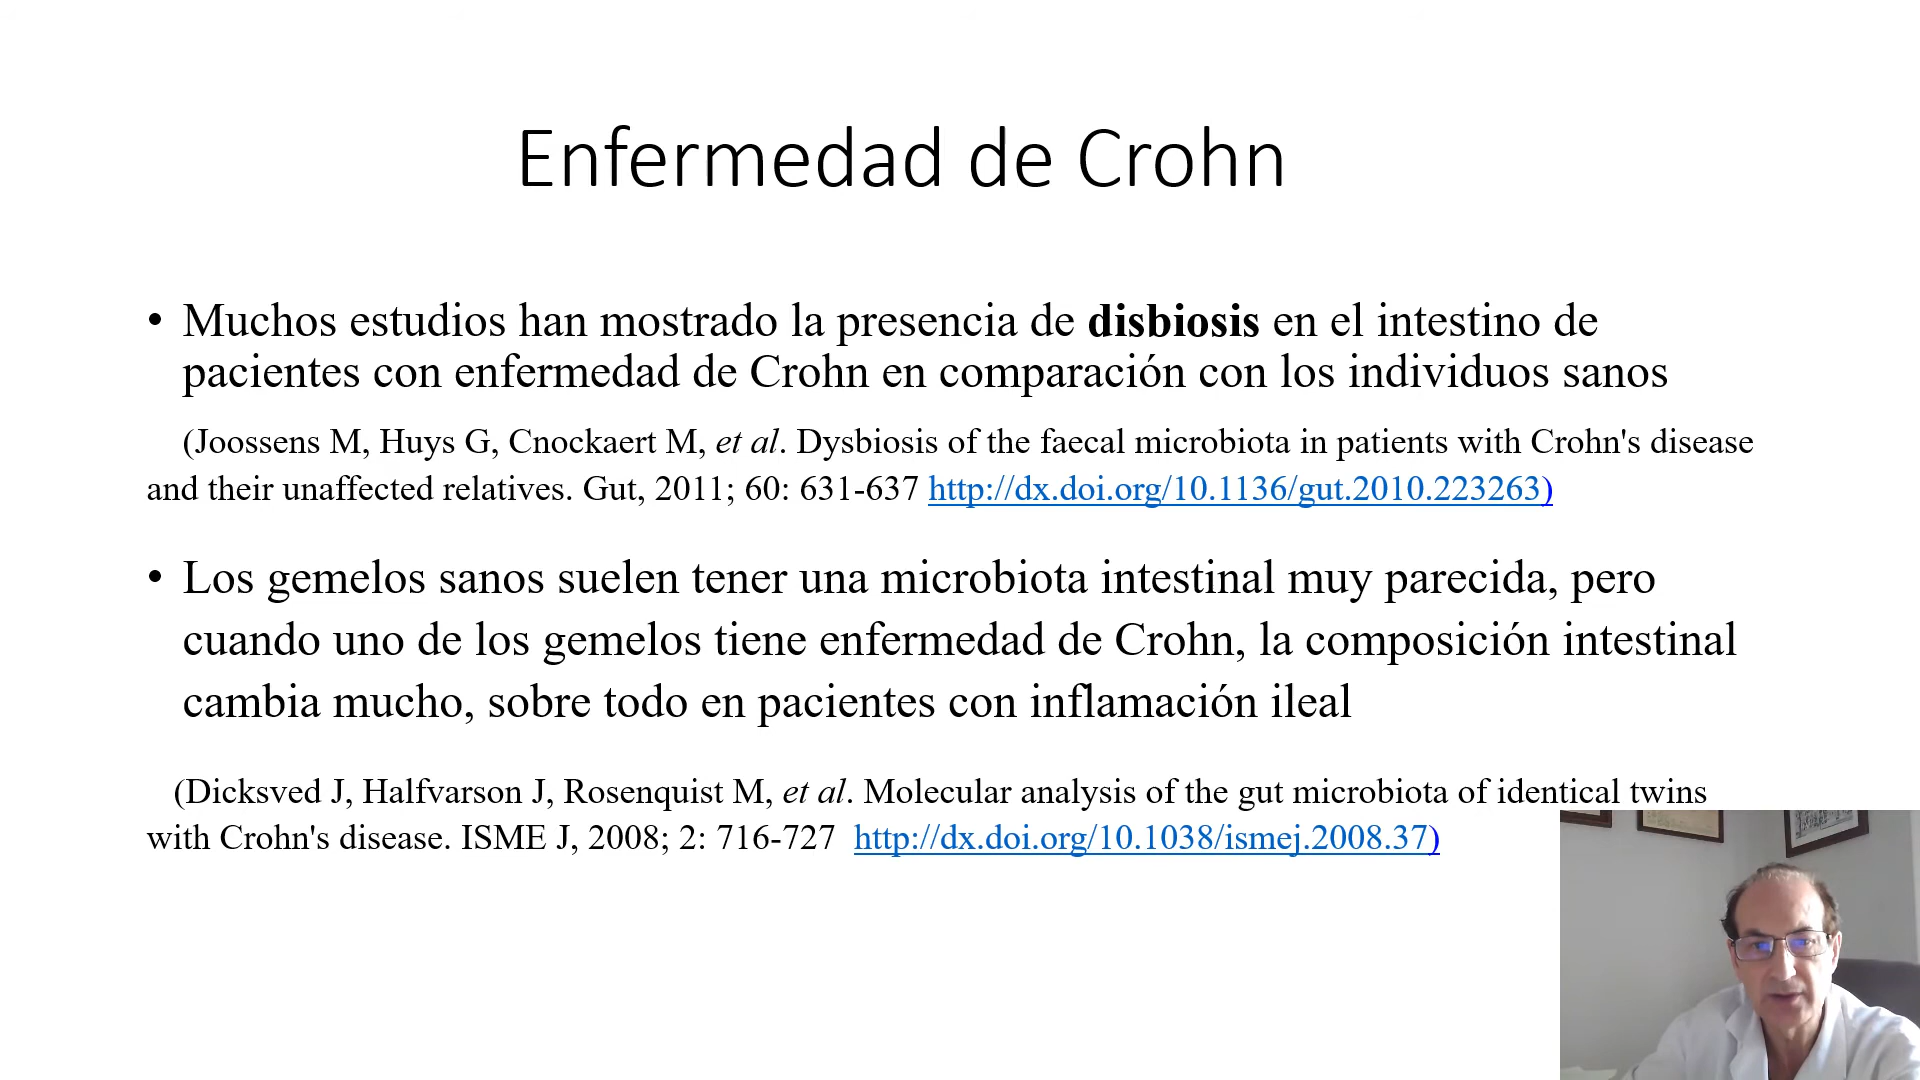 Enfermedad de Crohn
• Muchos estudios han mostrado la presencia de disbiosis en el intestino de
pacientes con enfermedad de Crohn en comparación con los individuos sanos
(Joossens M, Huys G, Cnockaert M, et al. Dysbiosis of the faecal microbiota in patients with Crohn's disease
and their unaffected relatives. Gut, 2011; 60: 631-637 http://dx.doi.org/10.1136/gut.2010.223263)
• Los gemelos sanos suelen tener una microbiota intestinal muy parecida, pero
cuando uno de los gemelos tiene enfermedad de Crohn, la composición intestinal
cambia mucho, sobre todo en pacientes con inflamación ileal
(Dicksved J, Halfvarson J, Rosenquist M, et al. Molecular analysis of the gut microbiota of identical twins
with Crohn's disease. ISME J, 2008; 2: 716-727 http://dx.doi.org/10.1038/ismej.2008.37)